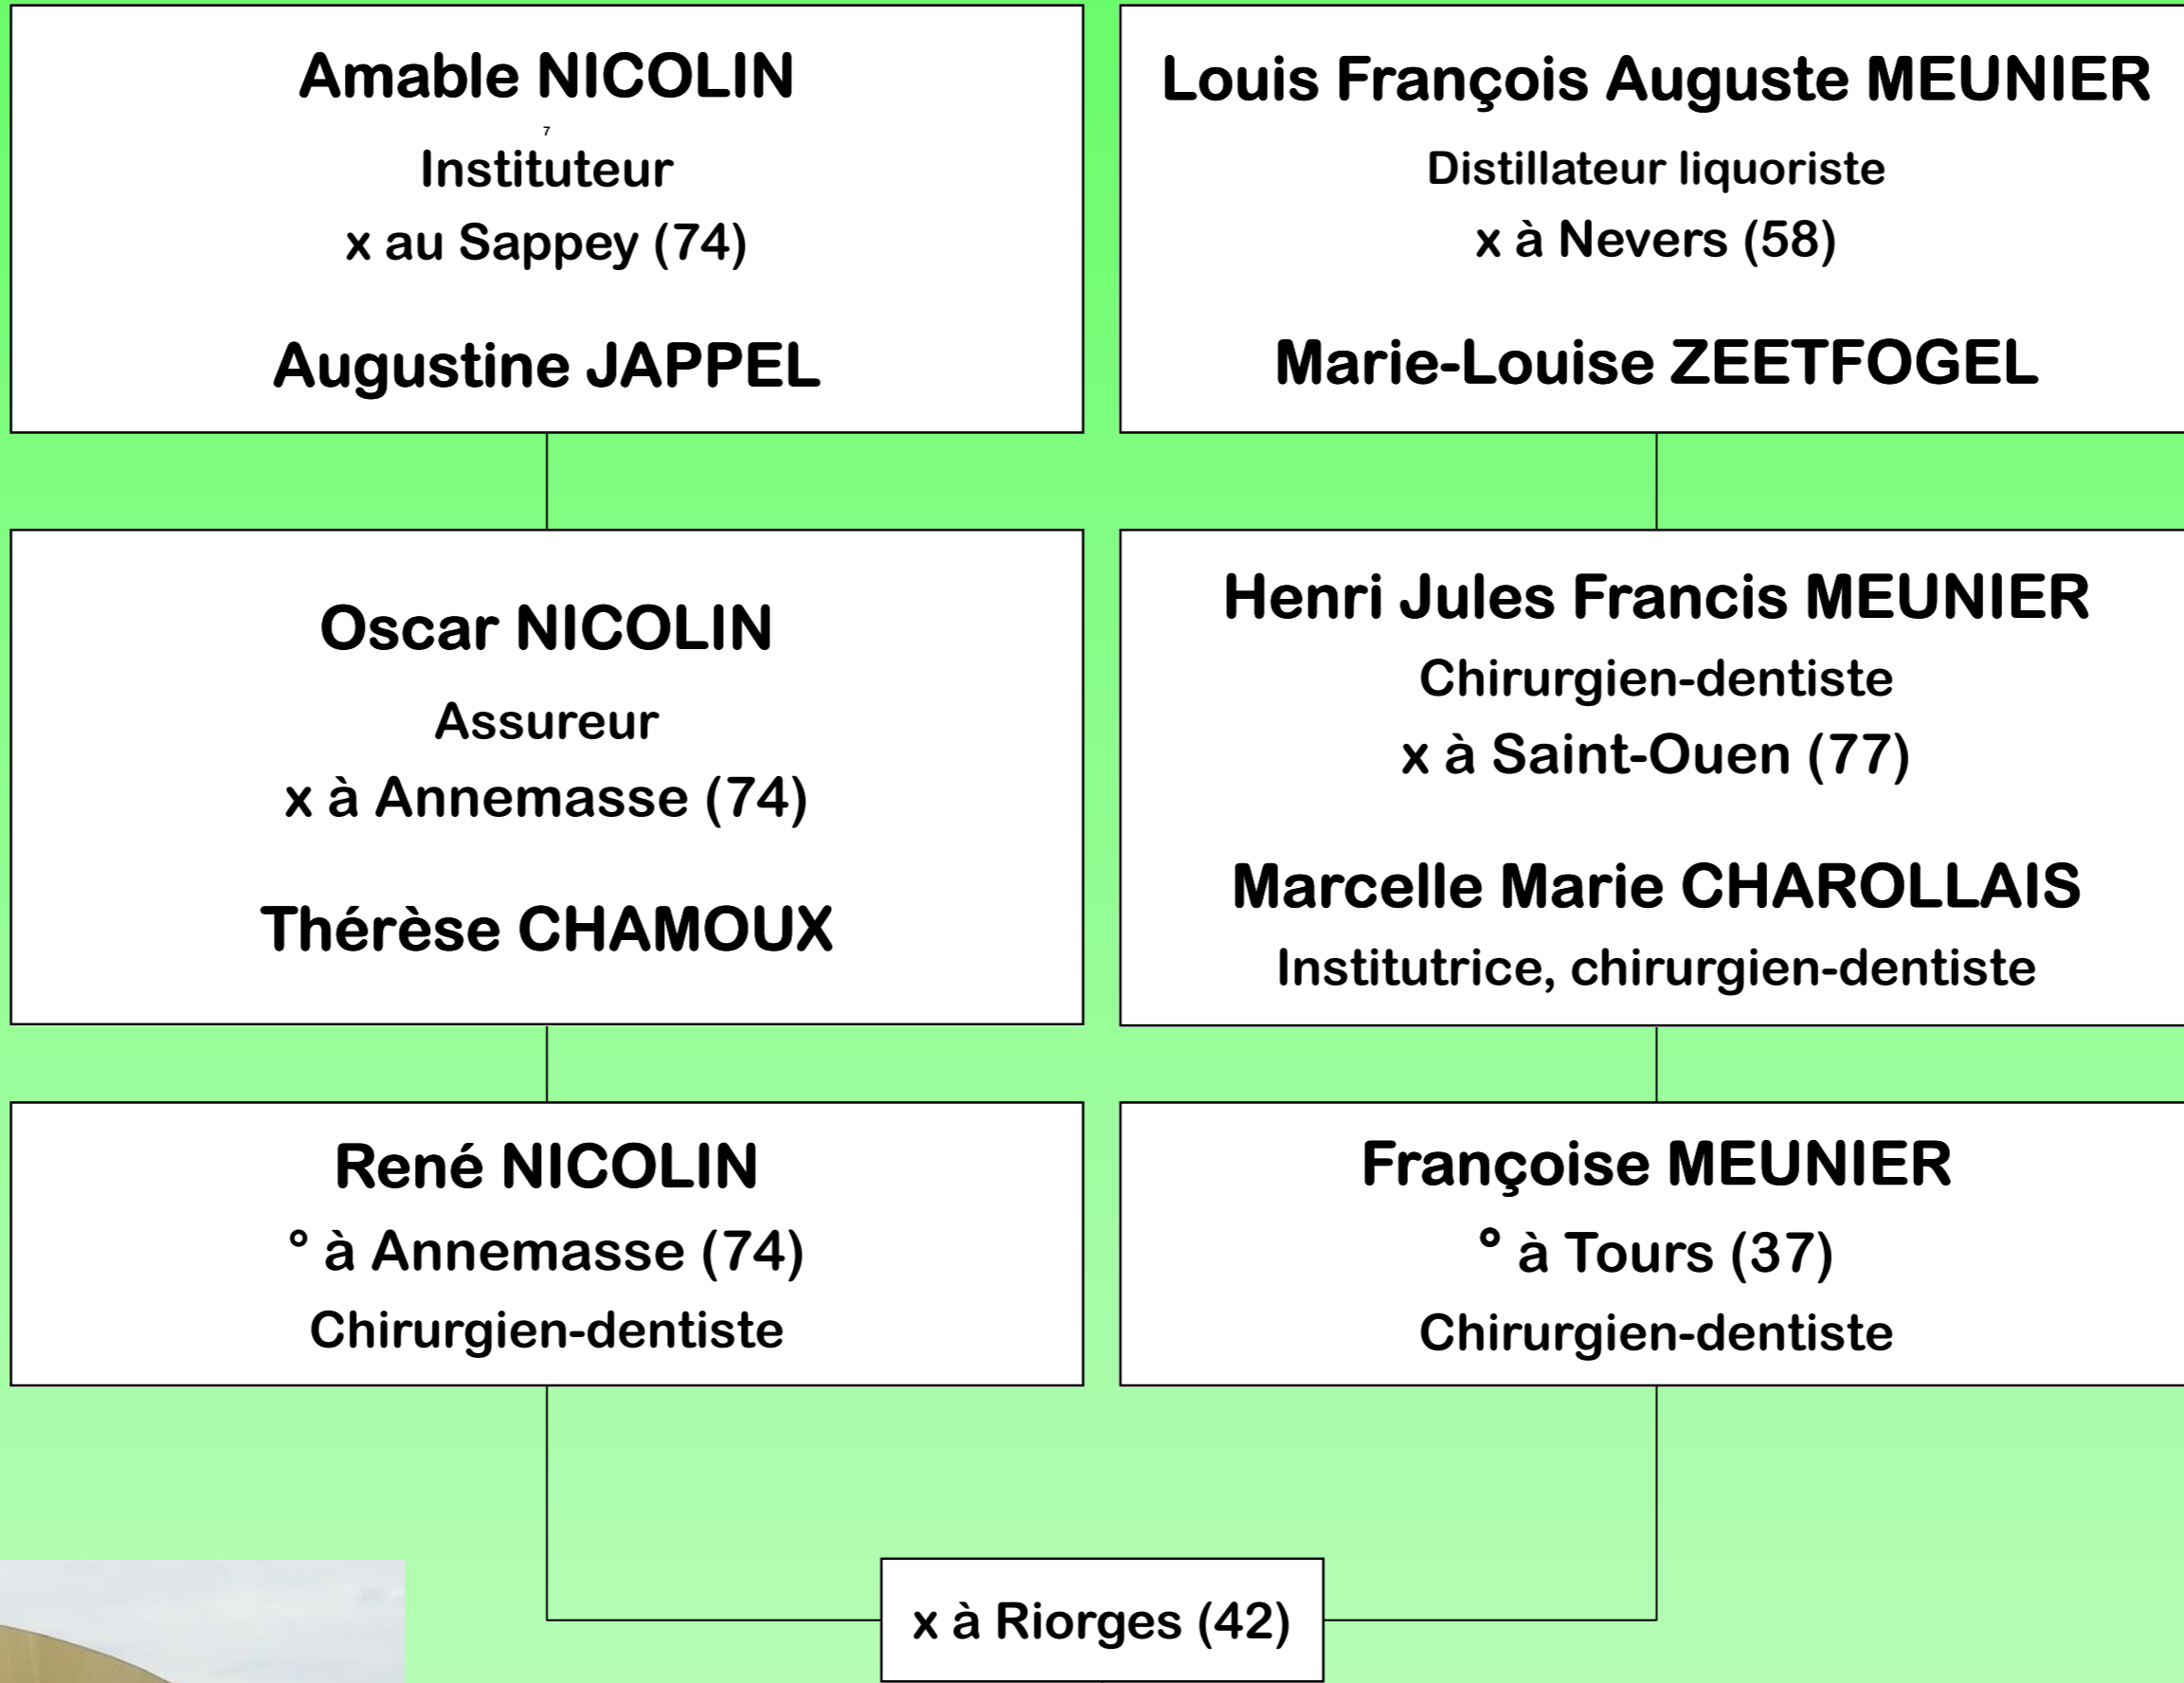 Amable NICOLIN
7
Instituteur
x au Sappey (74)
Augustine JAPPEL
Louis François Auguste MEUNIER
Distillateur liquoriste
x à Nevers (58)
Marie-Louise ZEETFOGEL
Oscar NICOLIN
Assureur
x à Annemasse (74)
Thérèse CHAMOUX
Henri Jules Francis MEUNIER
Chirurgien-dentiste
x à Saint-Ouen (77)
Marcelle Marie CHAROLLAIS
Institutrice, chirurgien-dentiste
René NICOLIN
° à Annemasse (74)
Chirurgien-dentiste
Françoise MEUNIER
° à Tours (37)
Chirurgien-dentiste
x à Riorges (42)